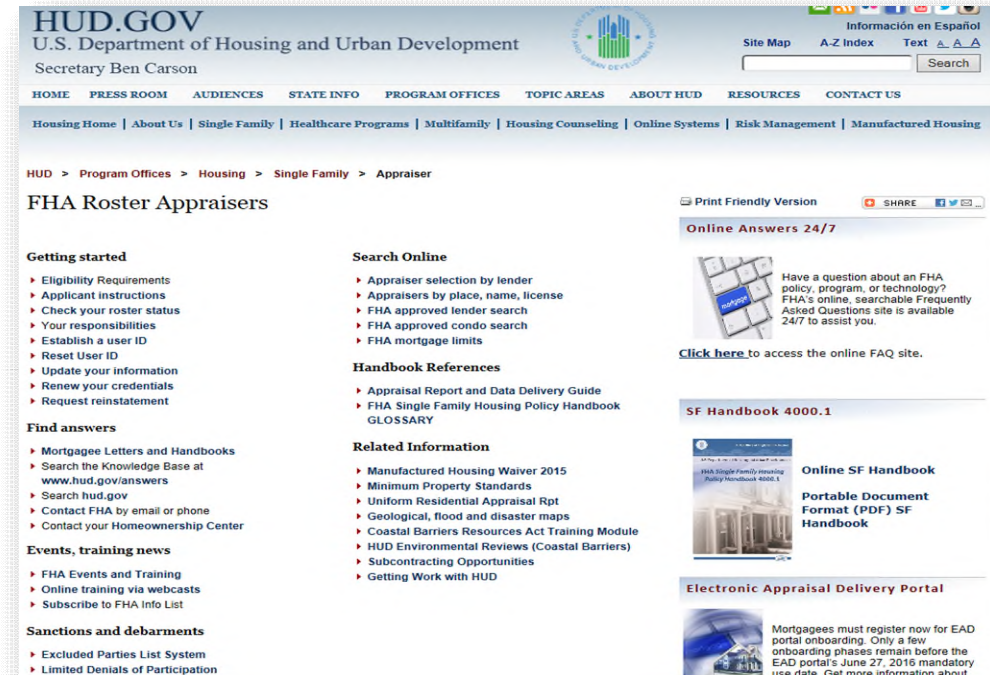 HUD.GOV
U.S. Department of Housing and Urban Development
Secretary Ben Carson
Información en Español
Site Map A-Z Index Text A A A
Search
HOME PRESS ROOM AUDIENCES STATE INFO PROGRAM OFFICES TOPIC AREAS ABOUT HUD RESOURCES CONTACT US
Housing Home | About Us | Single Family | Healthcare Programs | Multifamily | Housing Counseling | Online Systems | Risk Management | Manufactured Housing
HUD > Program Offices > Housing > Single Family > Appraiser
FHA Roster Appraisers
Getting started
Eligibility Requirements
Applicant instructions
Check your roster status
Your responsibilities
Establish a user ID
Reset User ID
Update your information
Renew your credentials
Request reinstatement
Find answers
Mortgagee Letters and Handbooks
Search the Knowledge Base at
www.hud.gov/answers
Search hud.gov
Contact FHA by email or phone
Contact your Homeownership Center
Events, training news
FHA Events and Training
Online training via webcasts
Subscribe to FHA Info List
Sanctions and debarments
Excluded Parties List System
Limited Denials of Participation
Search Online
Appraiser selection by lender
Appraisers by place, name, license
FHA approved lender search
FHA approved condo search
FHA mortgage limits
Handbook References
Appraisal Report and Data Delivery Guide
FHA Single Family Housing Policy Handbook
GLOSSARY
Related Information
Manufactured Housing Waiver 2015
Minimum Property Standards
Uniform Residential Appraisal Rpt
Geological, flood and disaster maps
Coastal Barriers Resources Act Training Module
HUD Environmental Reviews (Coastal Barriers)
Subcontracting Opportunities
Getting Work with HUD
Print Friendly Version
SHARE
Online Answers 24/7
mortgage
Have a question about an FHA
policy, program, or technology?
FHA's online, searchable Frequently
Asked Questions site is available
24/7 to assist you.
Click here to access the online FAQ site.
SF Handbook 4000.1
FHA Single Family Housing
Policy Handbook 4000.1
Online SF Handbook
Portable Document
Format (PDF) SF
Handbook
Electronic Appraisal Delivery Portal
Mortgagees must register now for EAD
portal onboarding. Only a few
onboarding phases remain before the
EAD portal's June 27, 2016 mandatory
use date. Get more information about